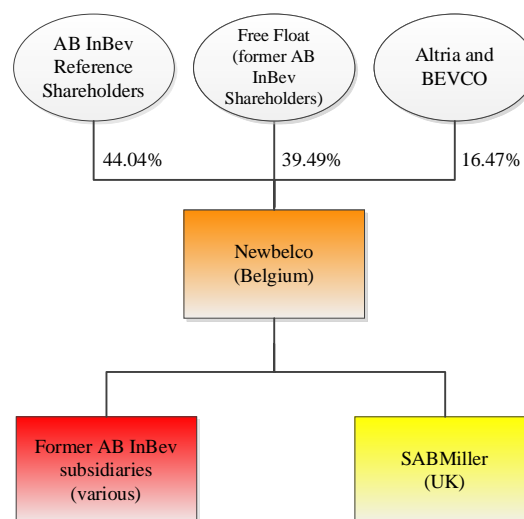 AB InBev
Reference
Shareholders
Free Float
(former AB
InBev
Shareholders)
Altria and
BEVCO
44.04%
39.49%
16.47%
Newbelco
(Belgium)
Former AB InBev
subsidiaries
(various)
SABMiller
(UK)